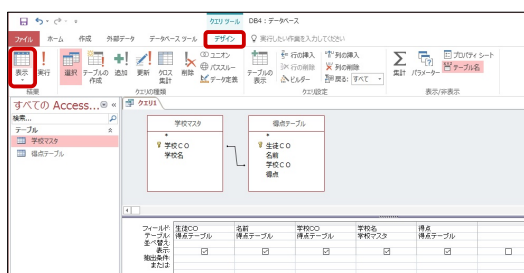 クエリ ツール DB4 : データベース
ファイル ホーム 作成 外部データ データベース ツール デザイン 実行したい作業を入力してください
表示 実行 選択 テーブルの作成 追加 更新 クロス集計 削除 ユニオン パススルー データ定義 テーブルの表示 行の挿入 行の削除 ビルダー 列の挿入 列の削除 戻る: すべて 集計 パラメーター プロパティ シート テーブル名
結果 クエリの種類 クエリ設定 表示/非表示
すべての Access... クエリ1
検索...
テーブル
学校マスタ
得点テーブル
学校マスタ
*
学校CO
学校名
得点テーブル
*
生徒CO
名前
学校CO
得点
フィールド: 生徒CO 名前 学校CO 学校名 得点
テーブル: 得点テーブル 得点テーブル 得点テーブル 学校マスタ 得点テーブル
並べ替え:
表示:
抽出条件:
または: